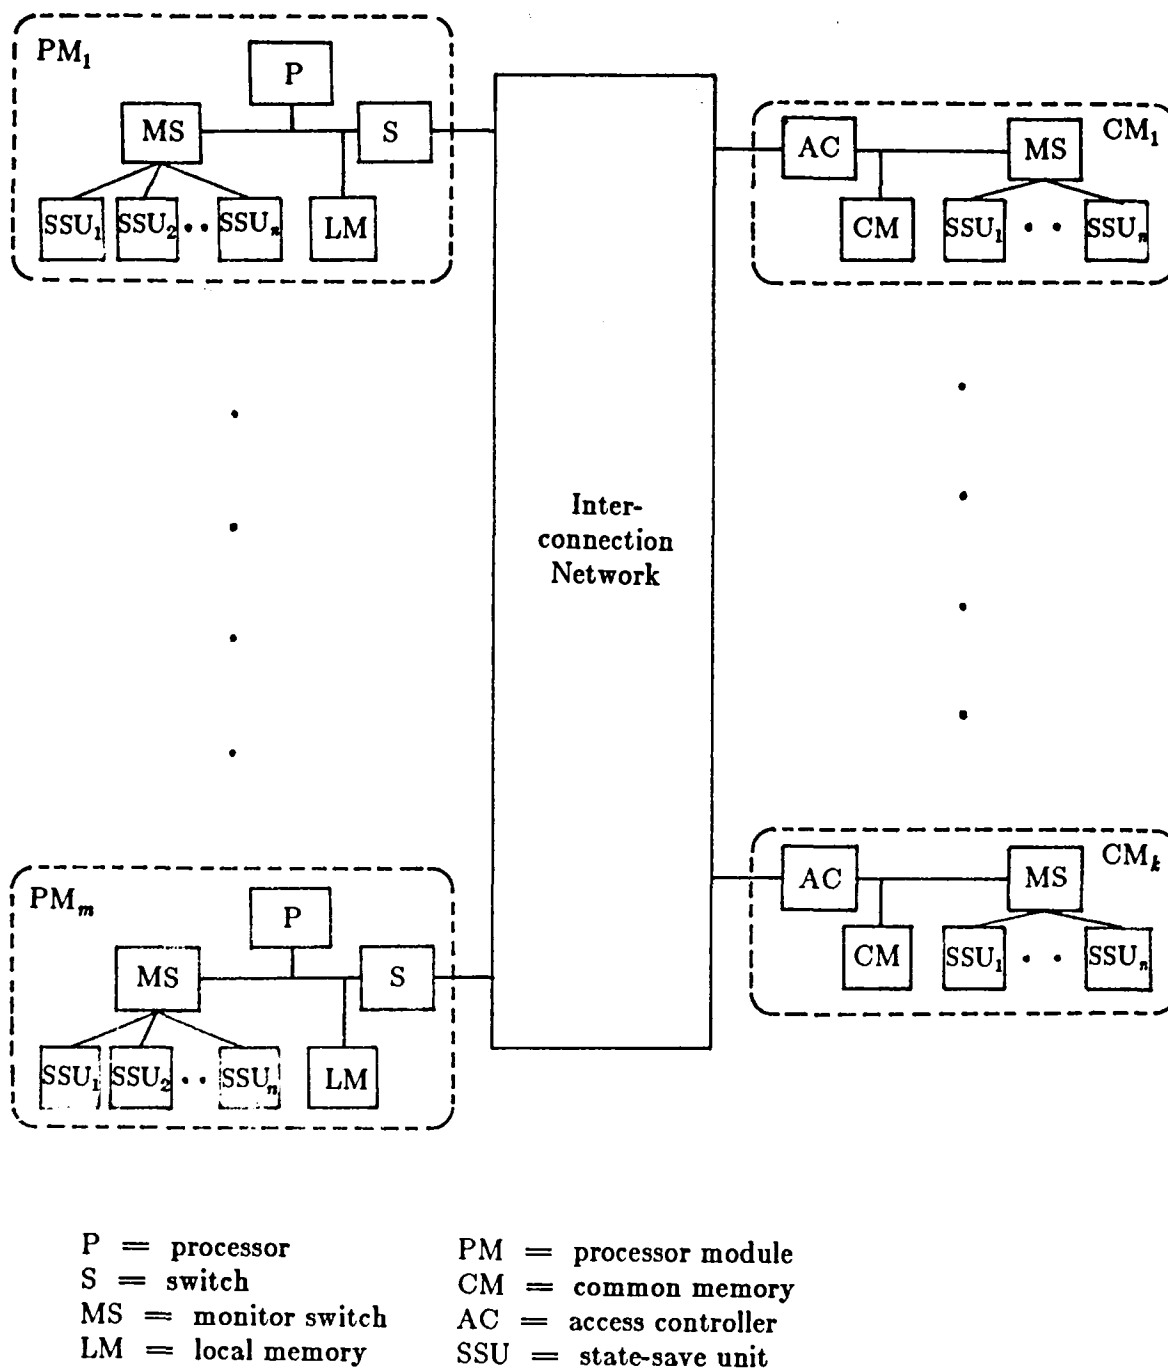 PM₁
P
MS
S
SSU₁ SSU₂ SSUₙ
LM
AC
MS
CM₁
CM
SSU₁ SSUₙ
Inter-
connection
Network
PMₘ
P
MS
S
SSU₁ SSU₂ SSUₙ
LM
AC
MS
CMₖ
CM
SSU₁ SSUₙ
P = processor
S = switch
MS = monitor switch
LM = local memory
PM = processor module
CM = common memory
AC = access controller
SSU = state-save unit